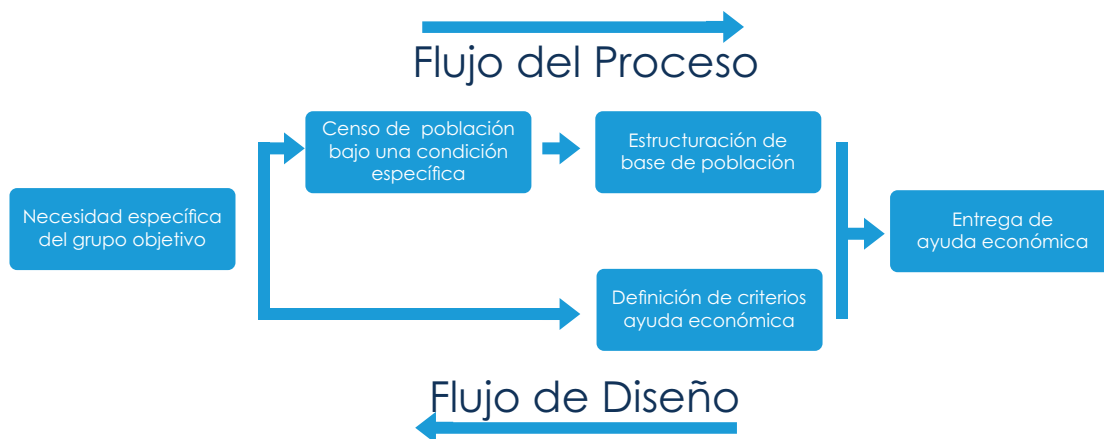 Flujo del Proceso
Censo de población
bajo una condición
específica
Estructuración de
base de población
Necesidad específica
del grupo objetivo
Entrega de
ayuda económica
Definición de criterios
ayuda económica
Flujo de Diseño